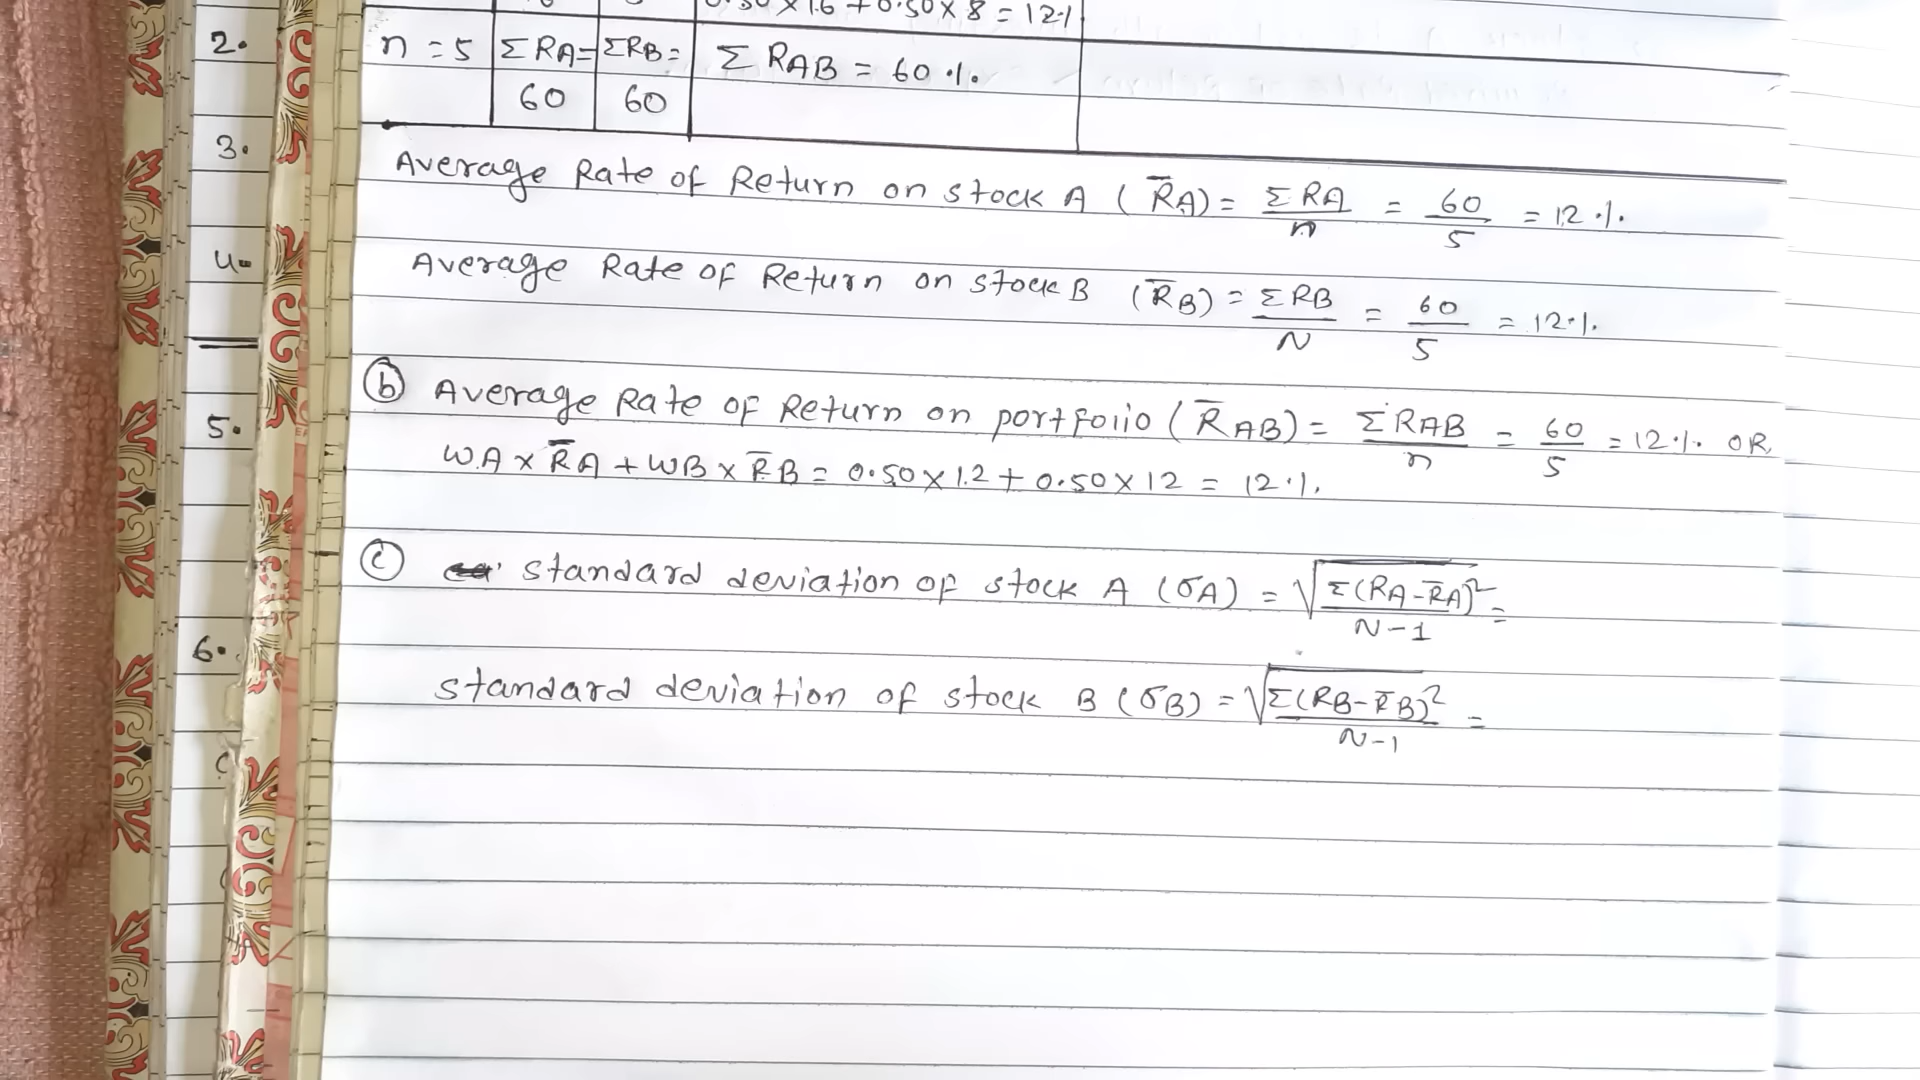 0.50 × 16 + 0.50 × 8 = 12%
2. n = 5 ΣRA= ΣRB= ΣRAB = 60%.
60 60
3.
Average Rate of Return on stock A (R̄A) = ΣRA/n = 60/5 = 12%.
4.
Average Rate of Return on stock B (R̄B) = ΣRB/N = 60/5 = 12%.
5.
(b) Average Rate of Return on portfolio (R̄AB) = ΣRAB/n = 60/5 = 12%. OR,
W.A × R̄A + WB × R̄B = 0.50 × 12 + 0.50 × 12 = 12%.
(c) standard deviation of stock A (σA) = √Σ(RA-R̄A)²/N-1 =
6.
standard deviation of stock B (σB) = √Σ(RB-R̄B)²/N-1 =